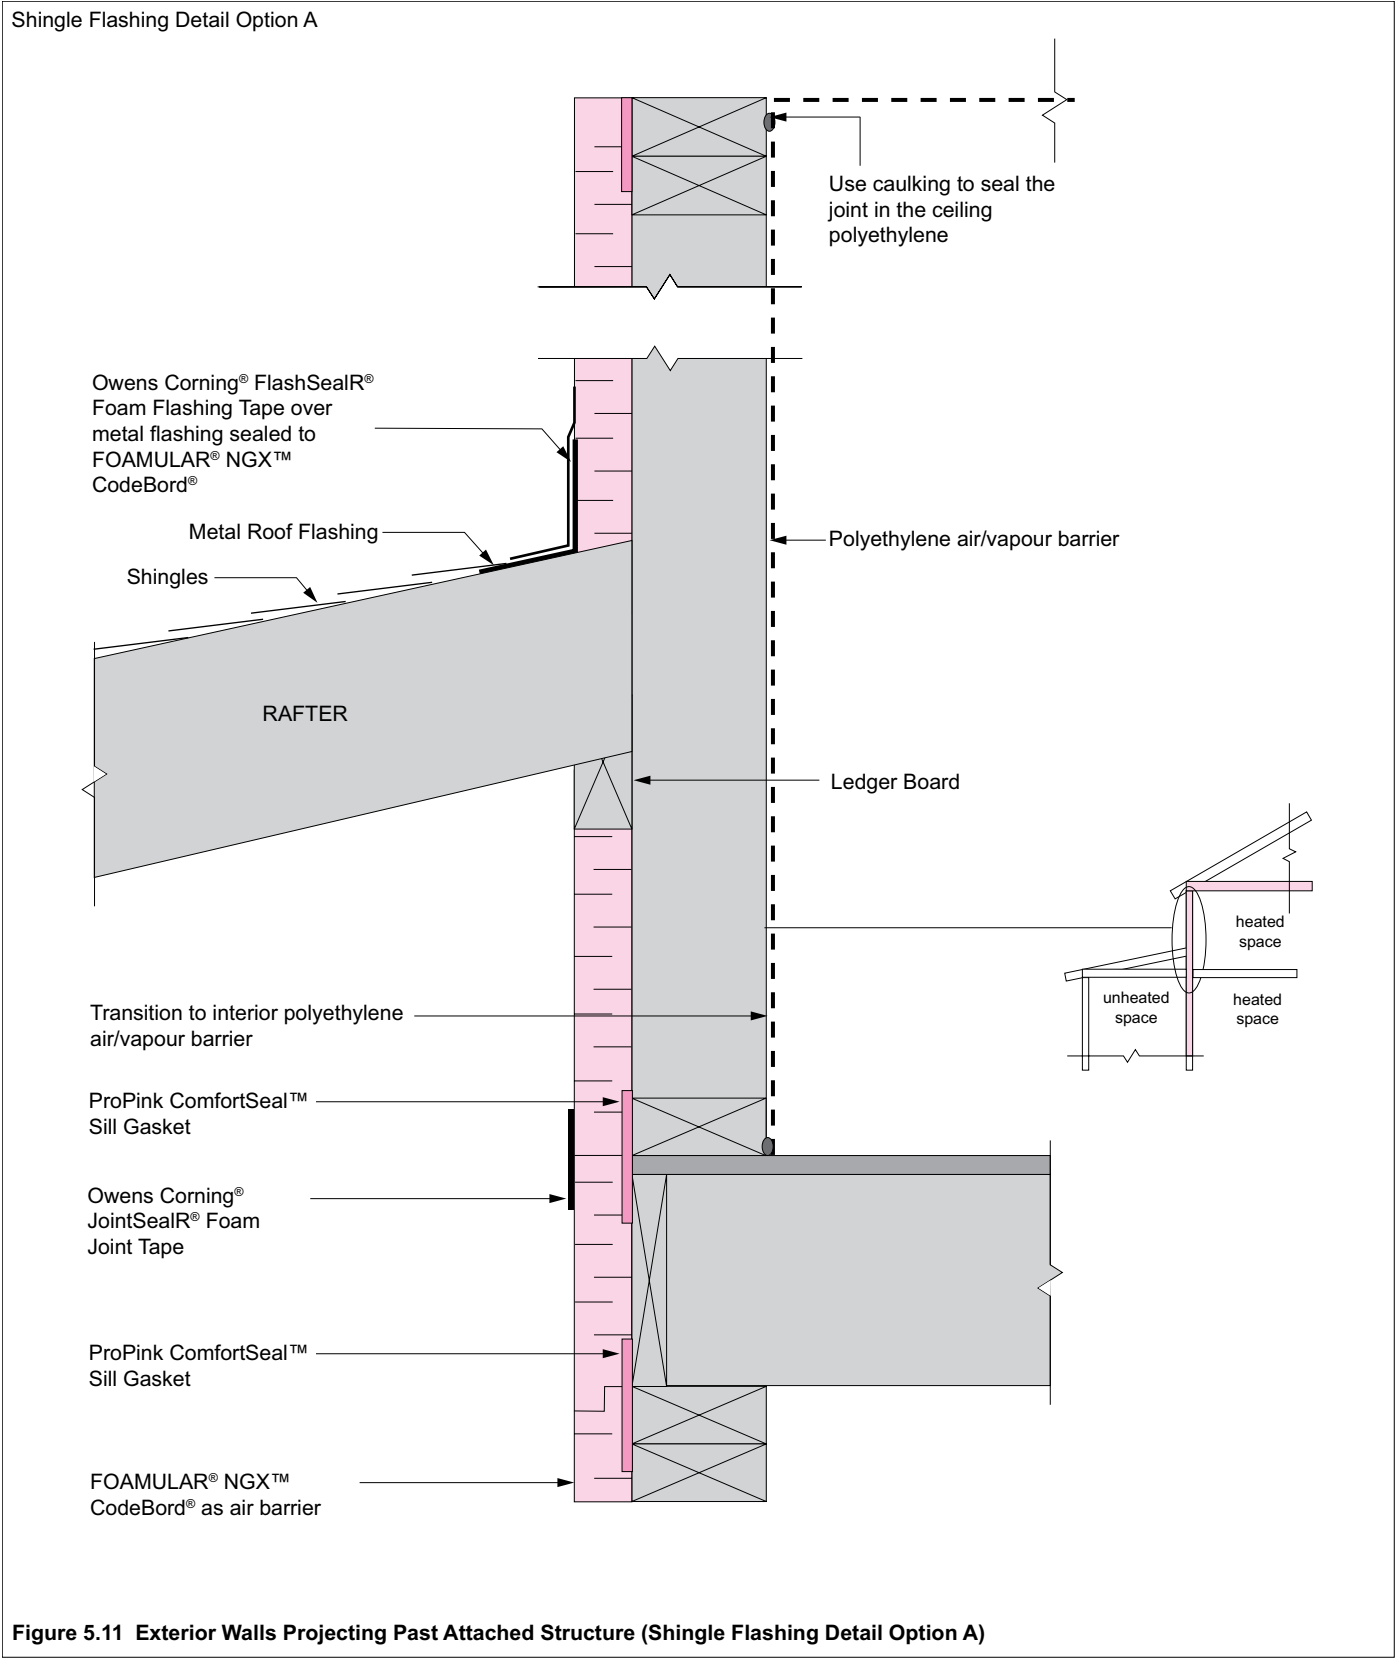 Shingle Flashing Detail Option A
Use caulking to seal the
joint in the ceiling
polyethylene
Owens Corning® FlashSealR®
Foam Flashing Tape over
metal flashing sealed to
FOAMULAR® NGX™
CodeBord®
Metal Roof Flashing
Polyethylene air/vapour barrier
Shingles
RAFTER
Ledger Board
heated
space
unheated
space
heated
space
Transition to interior polyethylene
air/vapour barrier
ProPink ComfortSeal™
Sill Gasket
Owens Corning®
JointSealR® Foam
Joint Tape
ProPink ComfortSeal™
Sill Gasket
FOAMULAR® NGX™
CodeBord® as air barrier
Figure 5.11 Exterior Walls Projecting Past Attached Structure (Shingle Flashing Detail Option A)